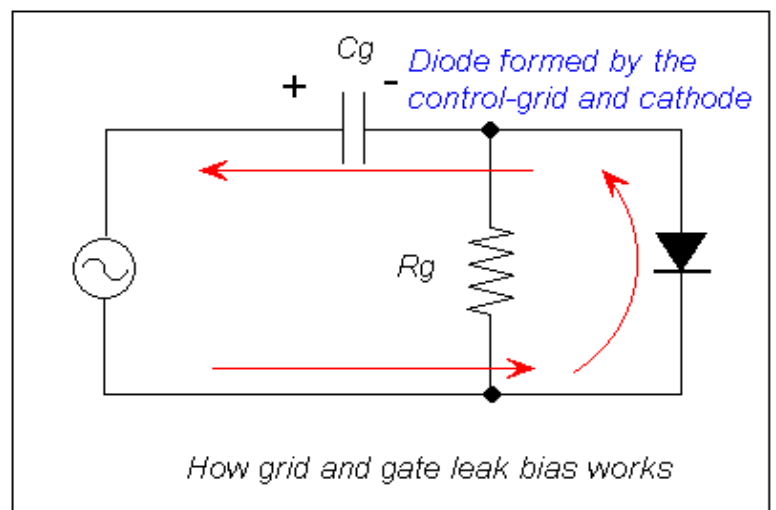 Cg
+ -
Diode formed by the
control-grid and cathode
Rg
How grid and gate leak bias works